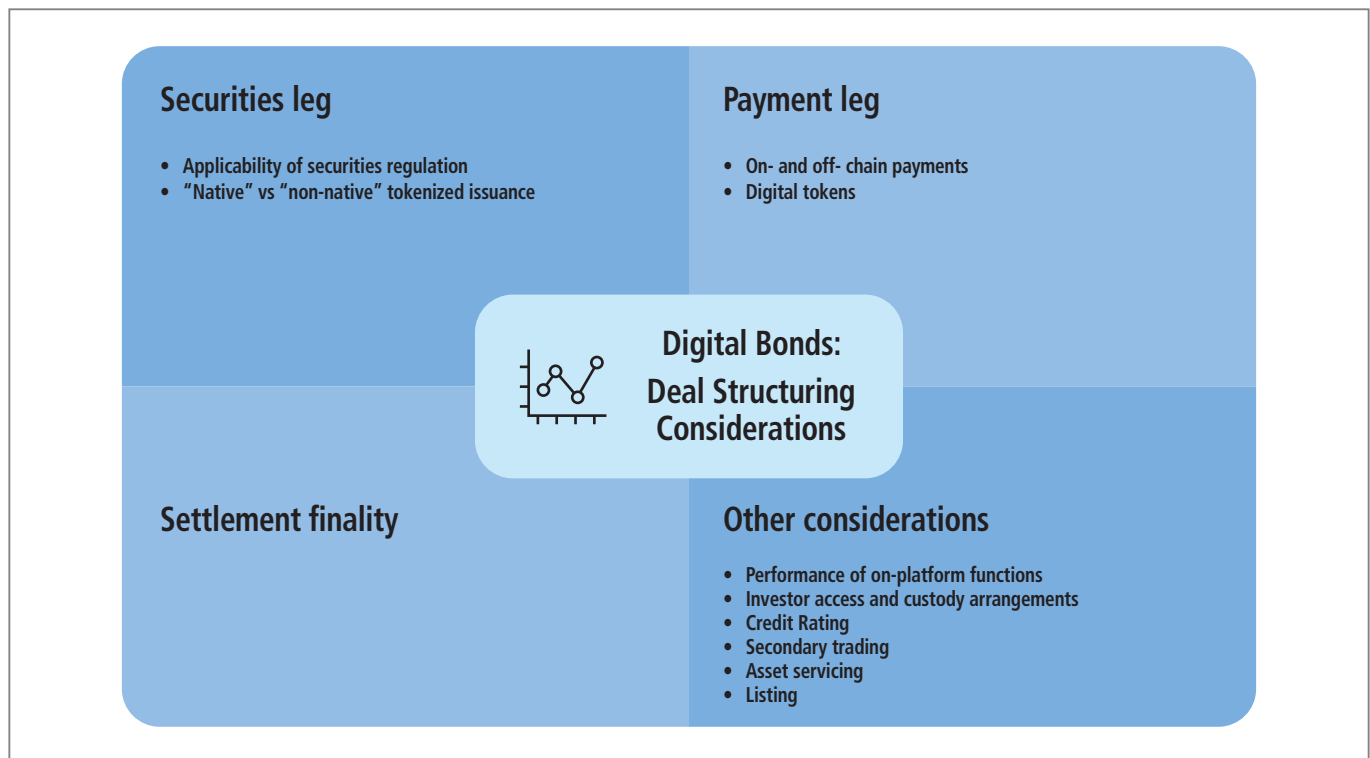 Securities leg
• Applicability of securities regulation
• “Native” vs “non-native” tokenized issuance
Payment leg
• On- and off- chain payments
• Digital tokens
Digital Bonds:
Deal Structuring
Considerations
Settlement finality
Other considerations
• Performance of on-platform functions
• Investor access and custody arrangements
• Credit Rating
• Secondary trading
• Asset servicing
• Listing